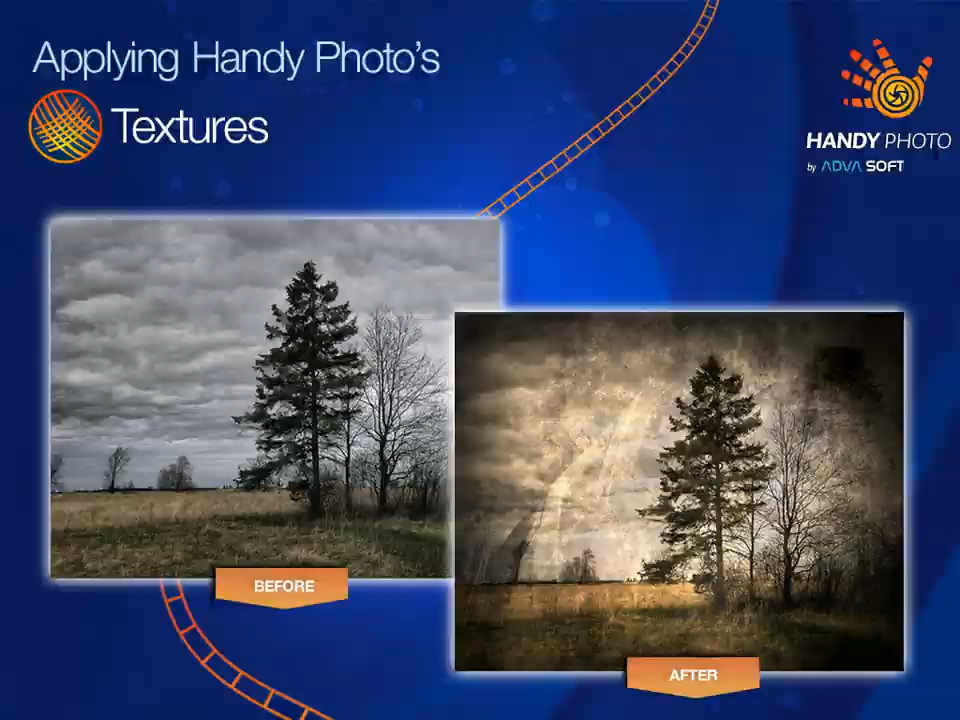 Applying Handy Photo's
Textures
HANDY PHOTO
by ADVA SOFT
BEFORE
AFTER